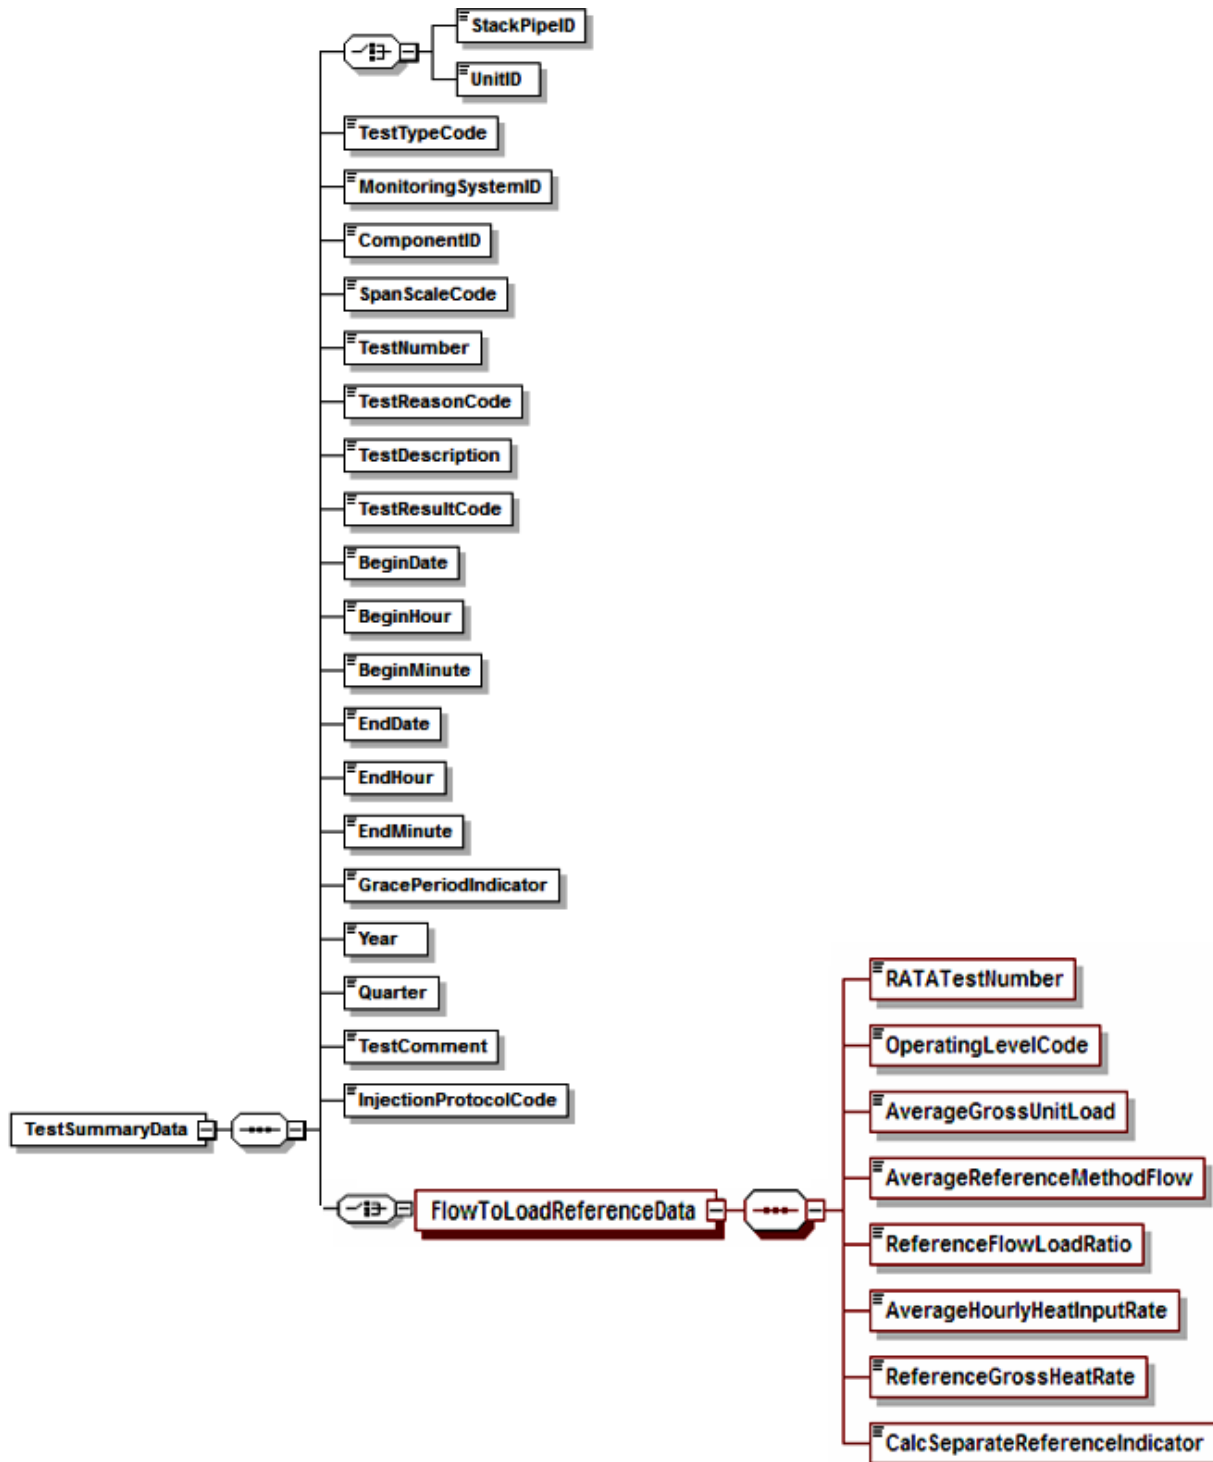 StackPipeID
UnitID
TestTypeCode
MonitoringSystemID
ComponentID
SpanScaleCode
TestNumber
TestReasonCode
TestDescription
TestResultCode
BeginDate
BeginHour
BeginMinute
EndDate
EndHour
EndMinute
GracePeriodIndicator
Year
Quarter
TestComment
InjectionProtocolCode
TestSummaryData
FlowToLoadReferenceData
RATATestNumber
OperatingLevelCode
AverageGrossUnitLoad
AverageReferenceMethodFlow
ReferenceFlowLoadRatio
AverageHourlyHeatInputRate
ReferenceGrossHeatRate
CalcSeparateReferenceIndicator